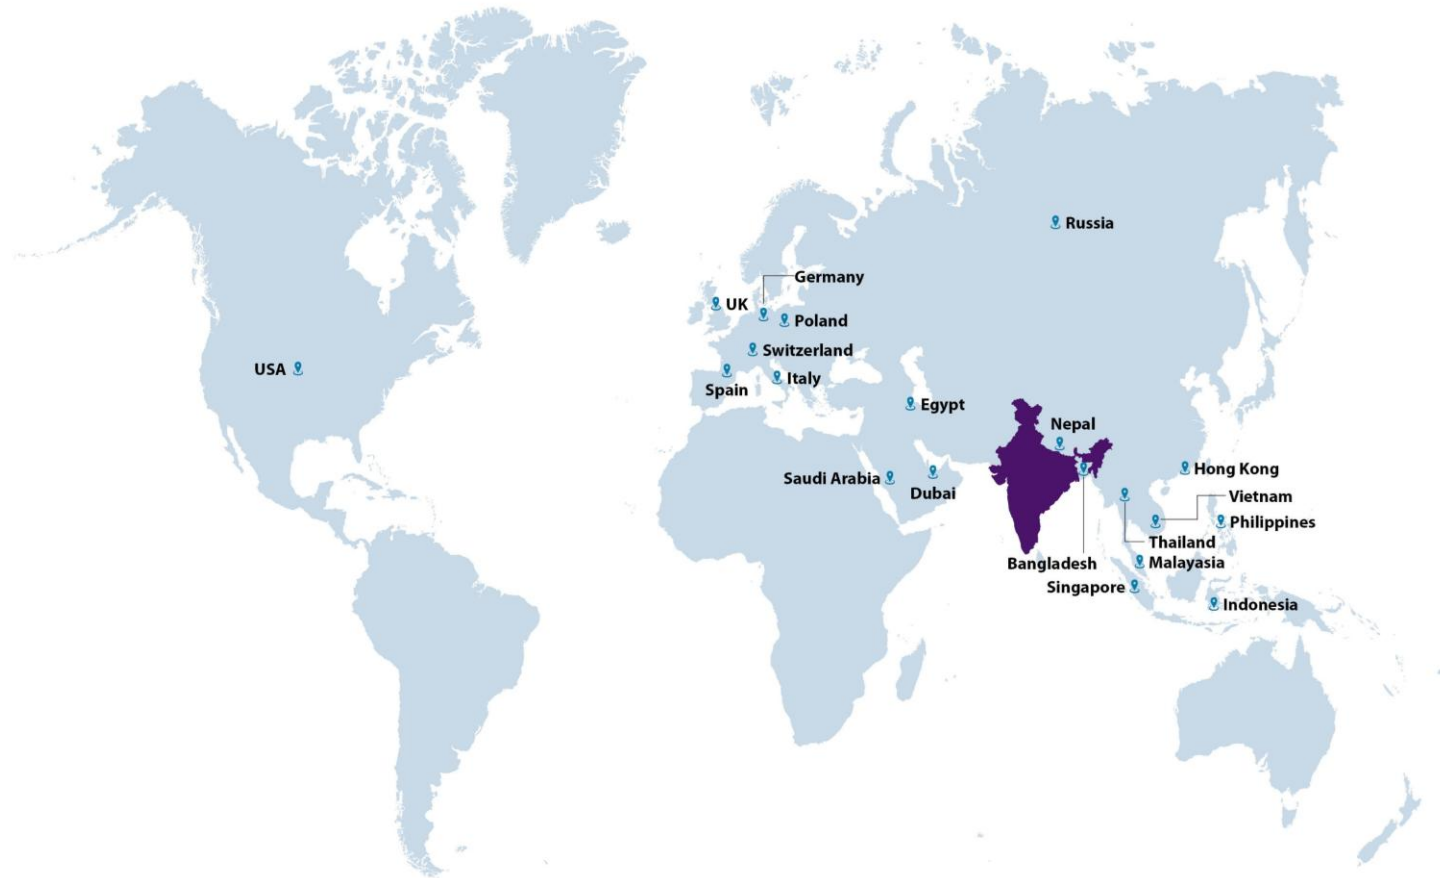 Russia
Germany
UK
Poland
Switzerland
USA
Italy
Spain
Egypt
Nepal
Hong Kong
Saudi Arabia
Dubai
Vietnam
Philippines
Thailand
Bangladesh
Malayasia
Singapore
Indonesia